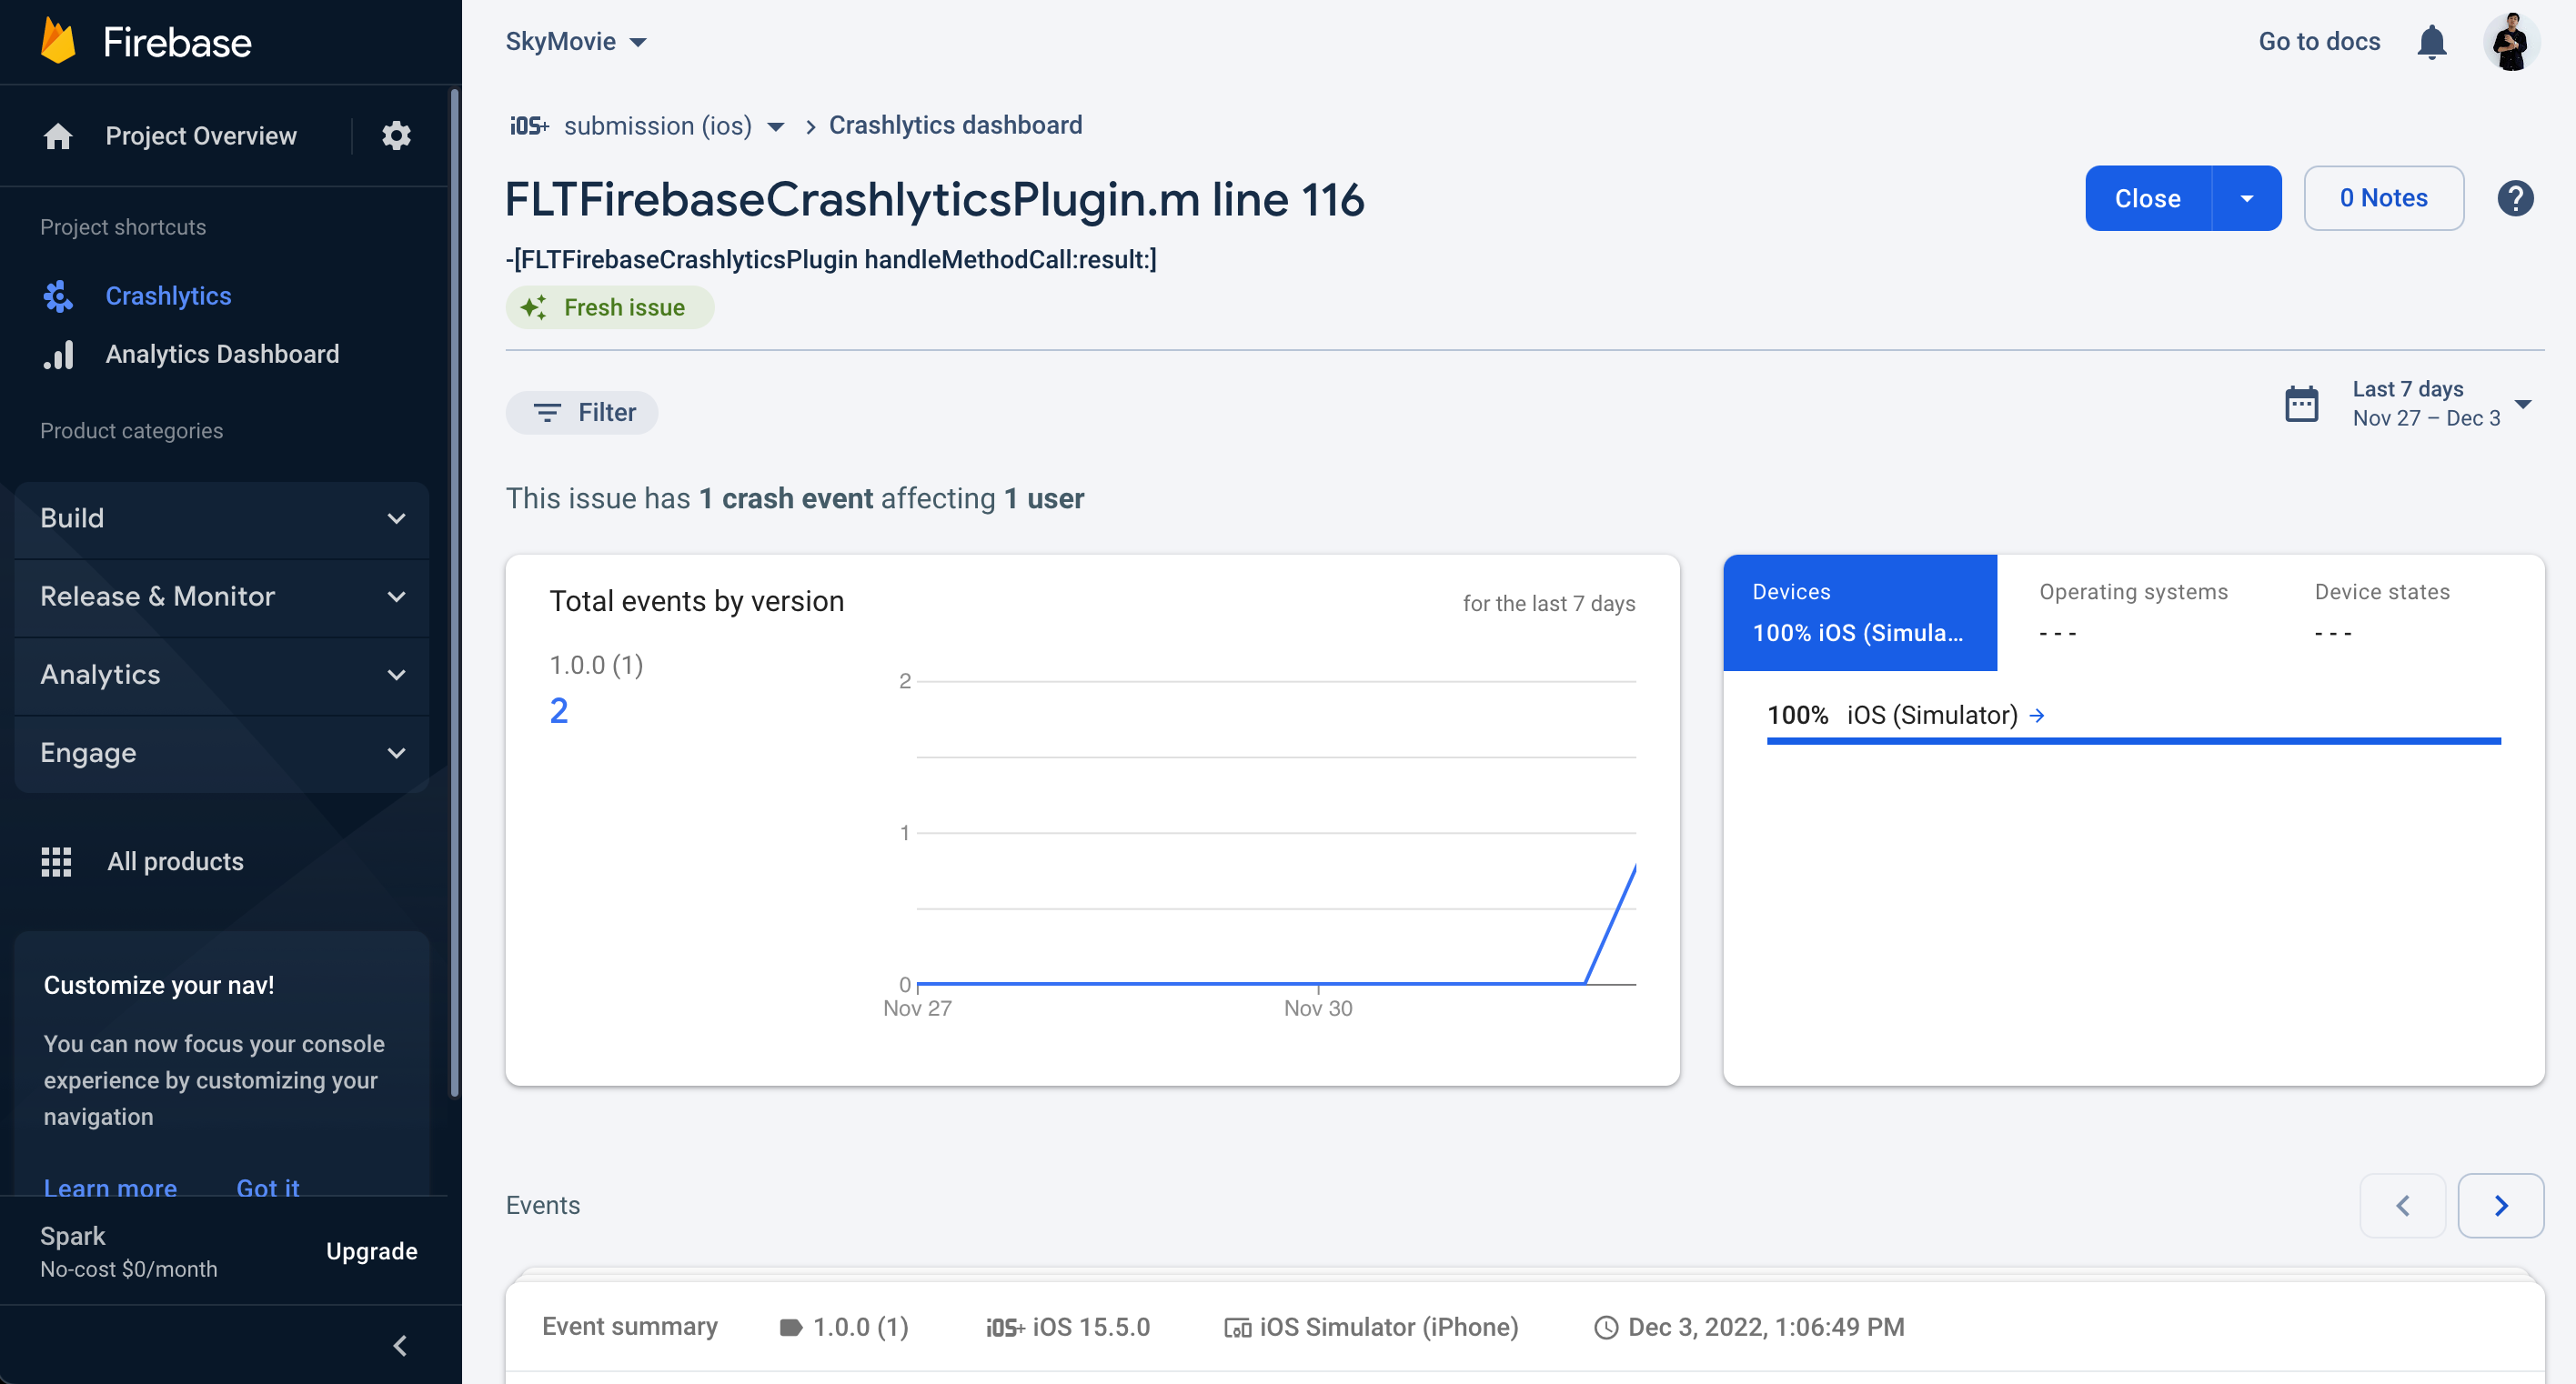 Firebase
Project Overview
Project shortcuts
Crashlytics
Analytics Dashboard
Product categories
Build
Release & Monitor
Analytics
Engage
All products
Customize your nav!
You can now focus your console
experience by customizing your
navigation
Learn more Got it
Spark
No-cost $0/month
Upgrade
SkyMovie
Go to docs
iOS+ submission (ios) > Crashlytics dashboard
FLTFirebaseCrashlyticsPlugin.m line 116
Close
0 Notes
?
-[FLTFirebaseCrashlyticsPlugin handleMethodCall:result:]
Fresh issue
Filter
Last 7 days
Nov 27 – Dec 3
This issue has 1 crash event affecting 1 user
Total events by version
for the last 7 days
1.0.0 (1)
2
2
1
0
Nov 27 Nov 30
Devices
100% iOS (Simula...
Operating systems
---
Device states
---
100% iOS (Simulator)
Events
Event summary 1.0.0 (1) iOS+ iOS 15.5.0 iOS Simulator (iPhone) Dec 3, 2022, 1:06:49 PM